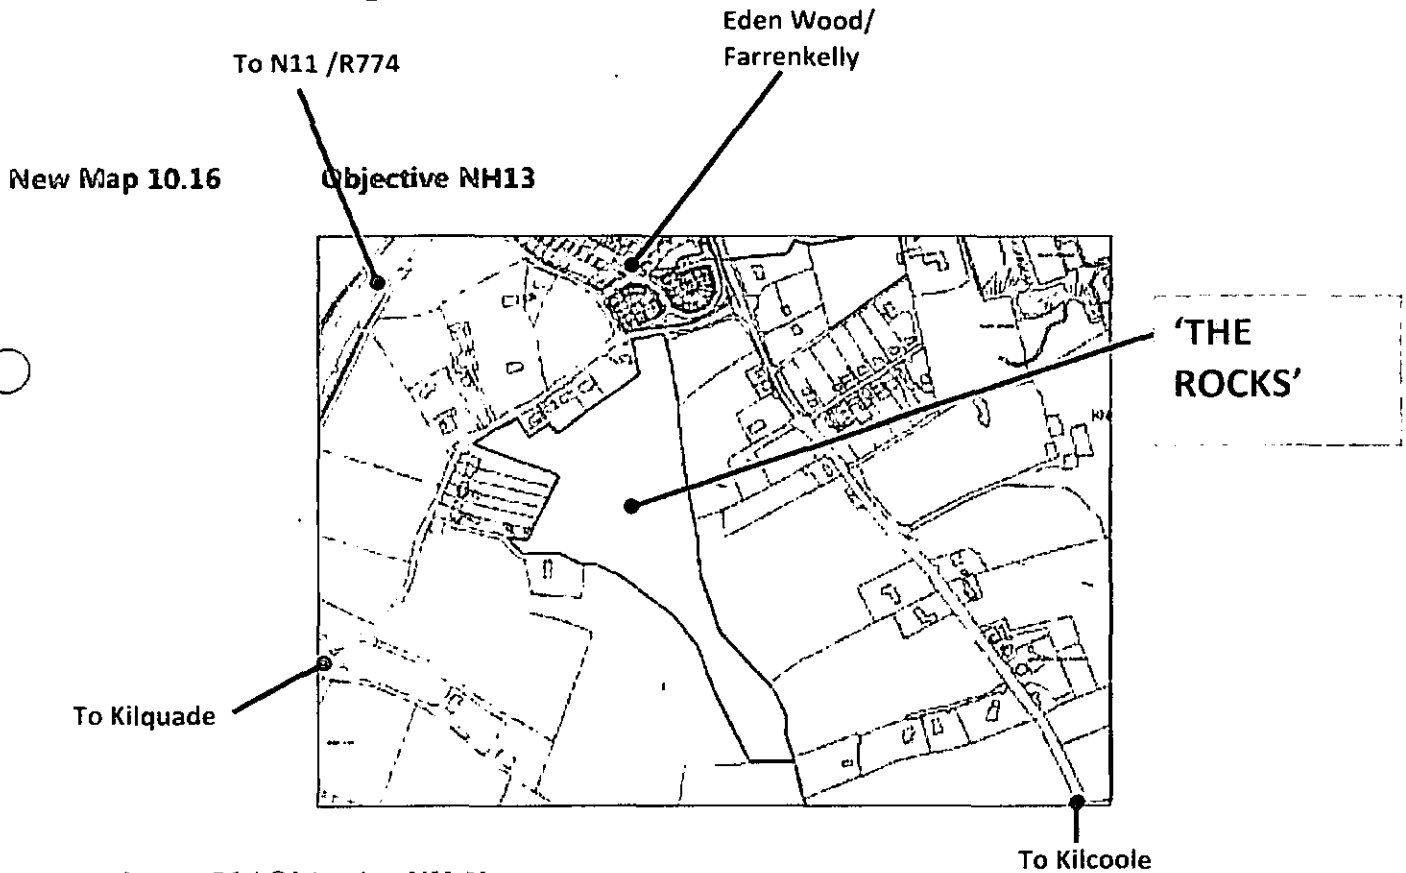 Eden Wood/
Farrenkelly
To N11 /R774
New Map 10.16 Objective NH13
'THE
ROCKS'
To Kilquade
To Kilcoole